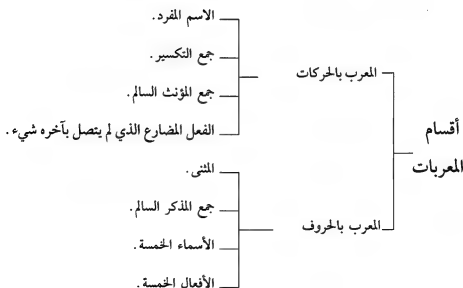 أقسام
المعربات
المعرب بالحركات
الاسم المفرد.
جمع التكسير.
جمع المؤنث السالم.
الفعل المضارع الذي لم يتصل بآخره شيء.
المعرب بالحروف
المثنى.
جمع المذكر السالم.
الأسماء الخمسة.
الأفعال الخمسة.